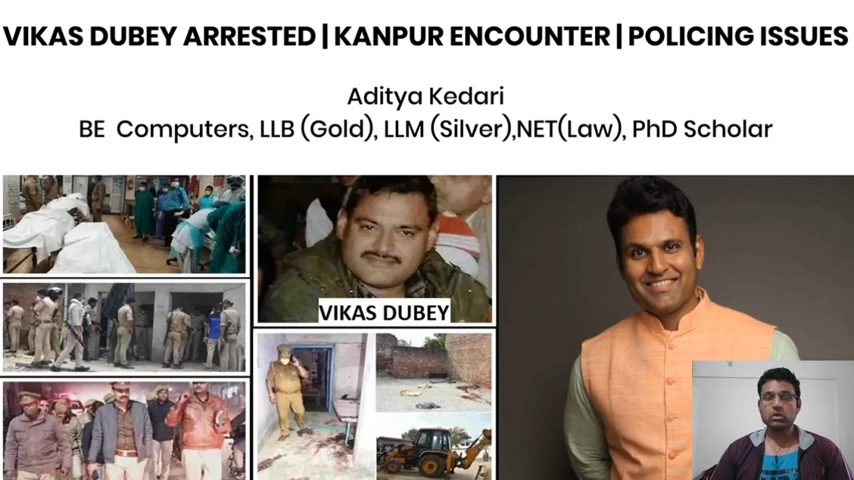 VIKAS DUBEY ARRESTED | KANPUR ENCOUNTER | POLICING ISSUES
Aditya Kedari
BE Computers, LLB (Gold), LLM (Silver),NET(Law), PhD Scholar
VIKAS DUBEY